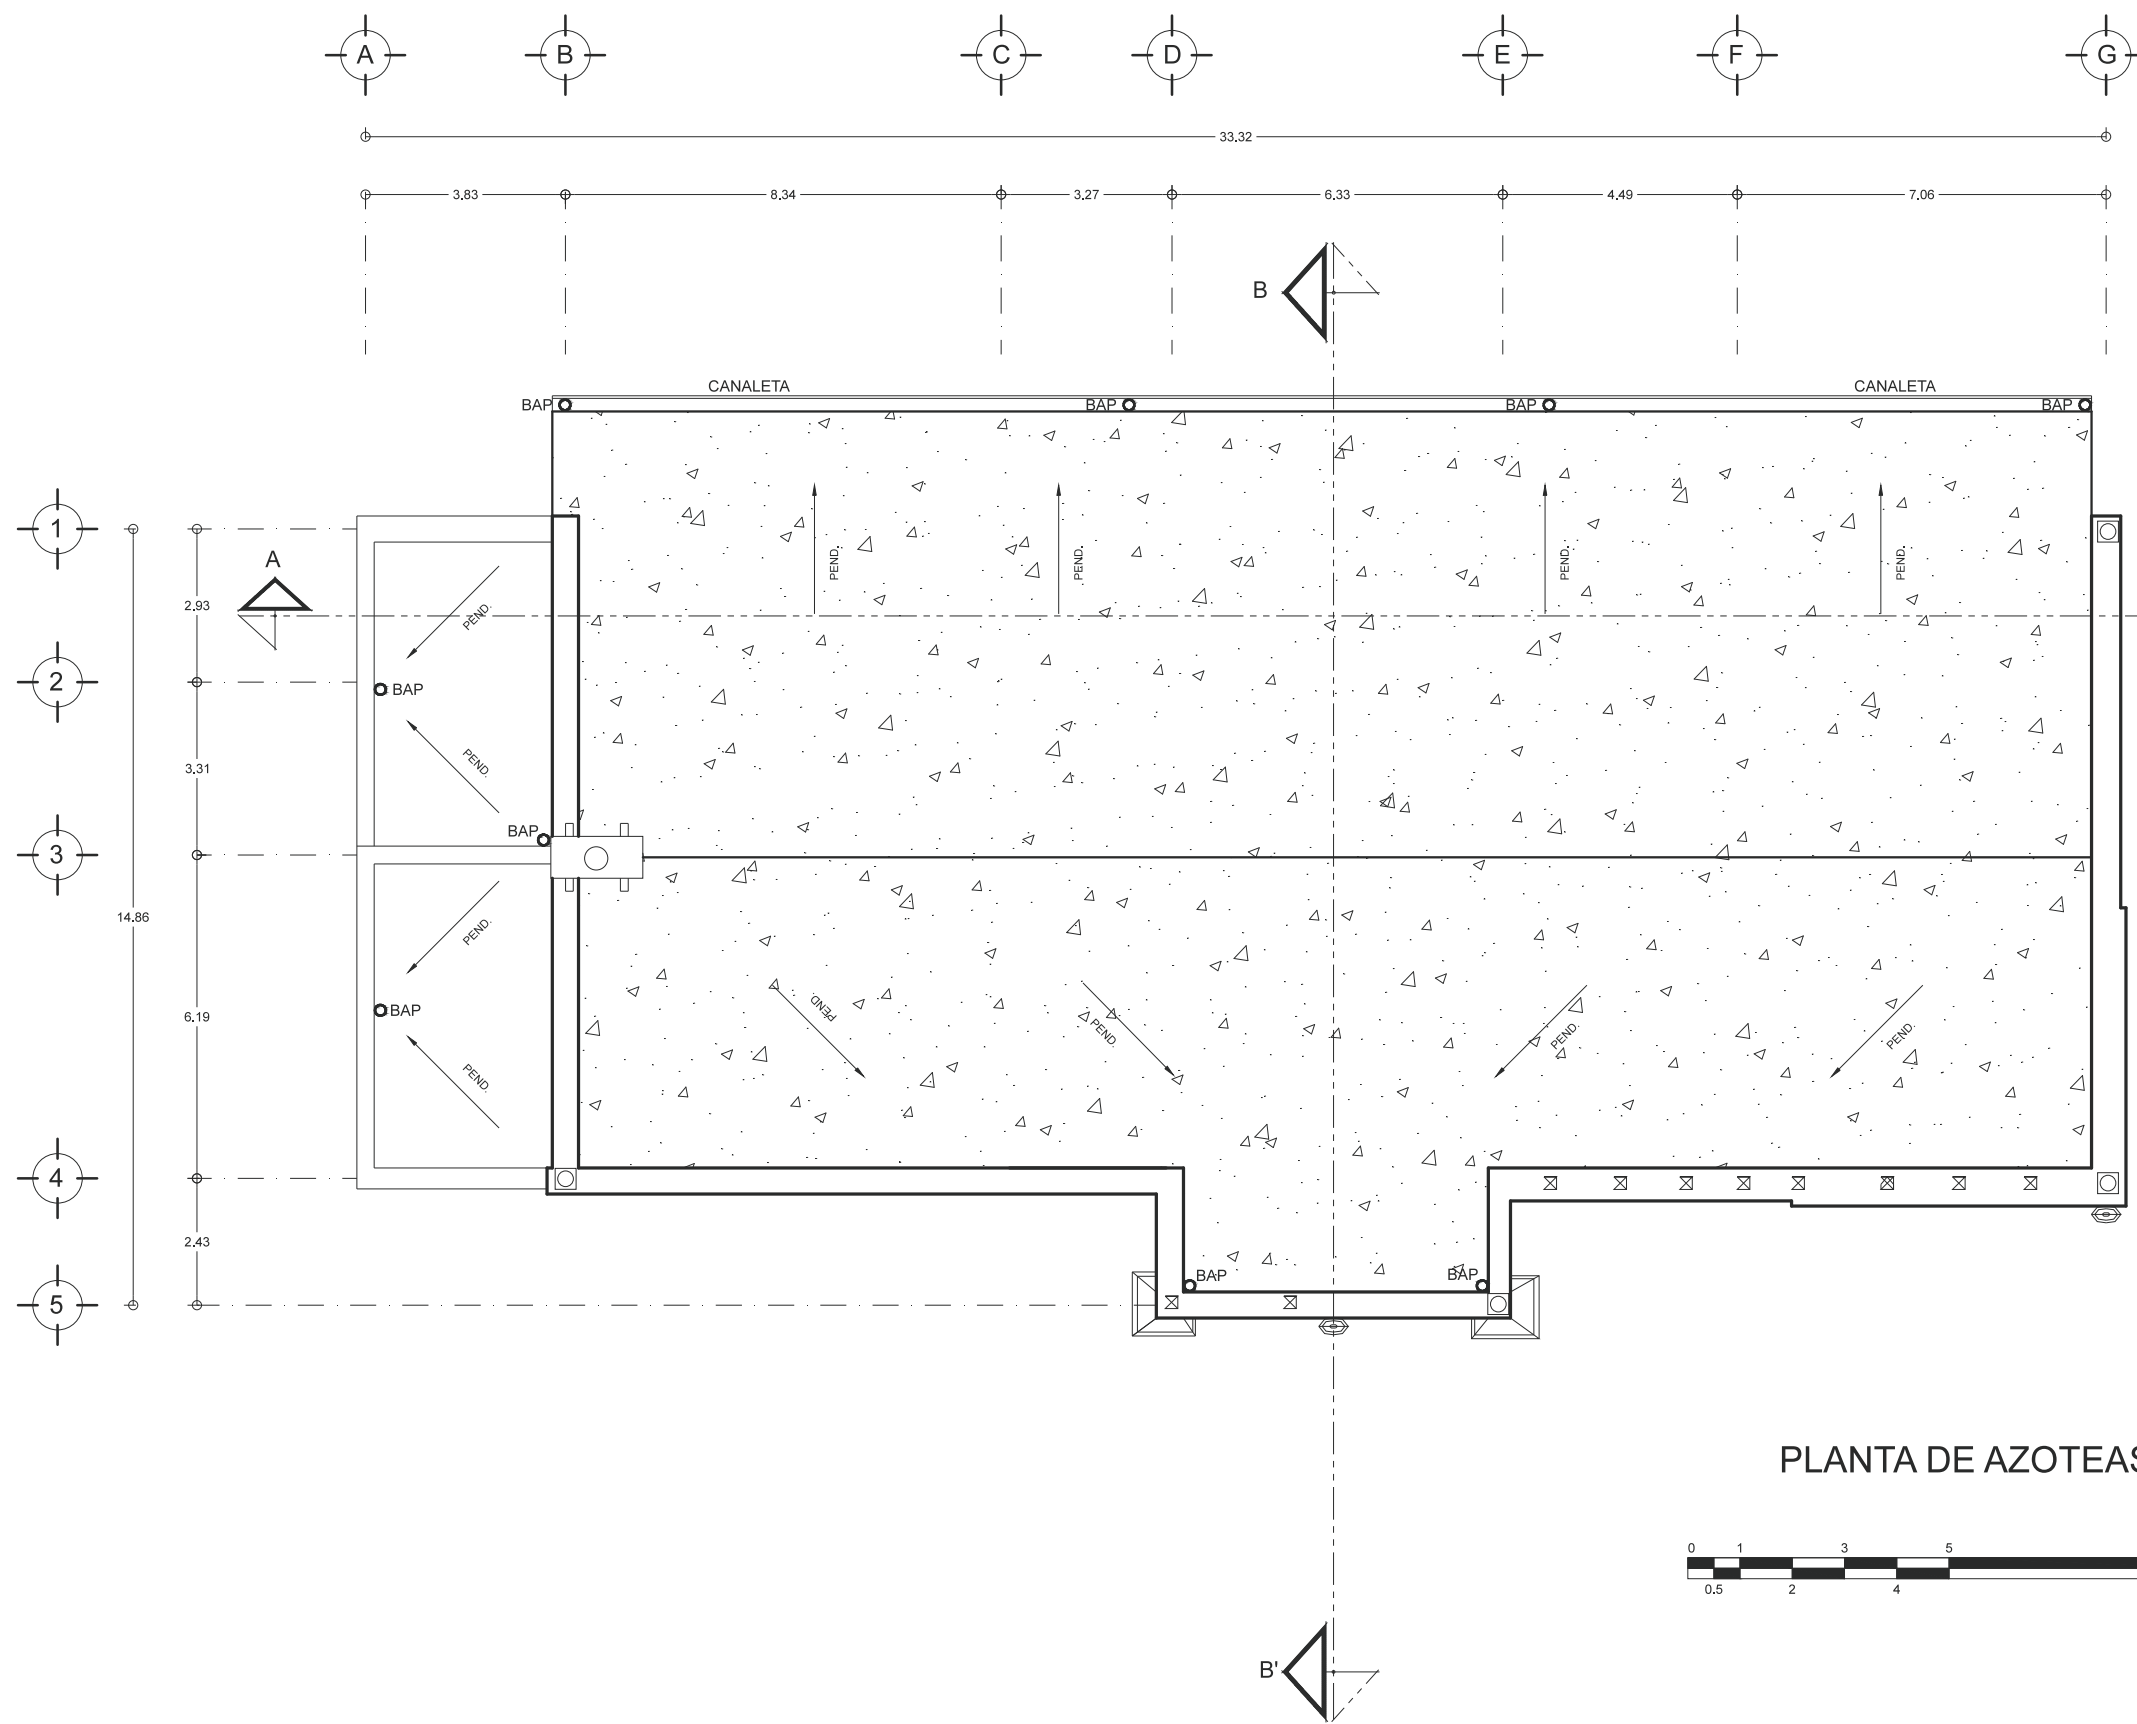 A B C D E F G
33.32
3.83 8.34 3.27 6.33 4.49 7.06
B
CANALETA CANALETA
BAP BAP BAP BAP
1
A
PEND. PEND. PEND. PEND.
2.93
PEND.
2
BAP
3.31
PEND.
BAP
3
14.86
PEND.
6.19
BAP
PEND. PEND. PEND. PEND.
PEND.
4
2.43
BAP BAP
5
PLANTA DE AZOTEAS
0 1 3 5
0.5 2 4
B'